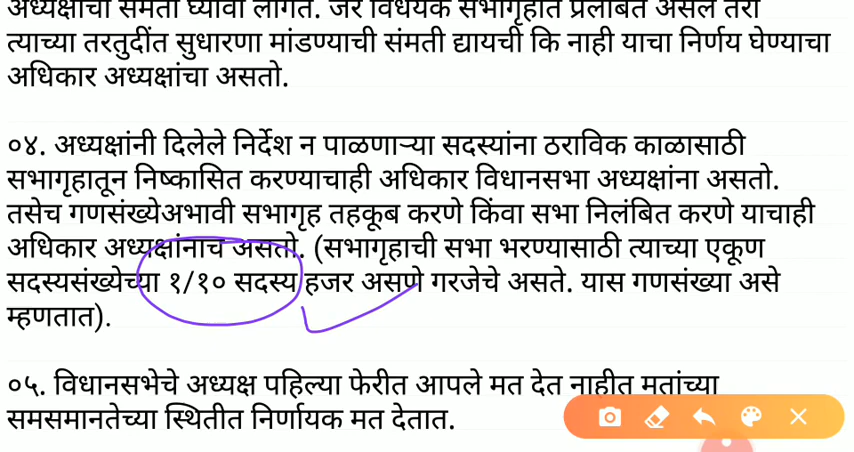 अध्यक्षांची संमती घ्यावी लागते. जर विधेयक सभागृहात प्रलंबित असले तरी
त्याच्या तरतुदींत सुधारणा मांडण्याची संमती द्यायची कि नाही याचा निर्णय घेण्याचा
अधिकार अध्यक्षांचा असतो.
०४. अध्यक्षांनी दिलेले निर्देश न पाळणाऱ्या सदस्यांना ठराविक काळासाठी
सभागृहातून निष्कासित करण्याचाही अधिकार विधानसभा अध्यक्षांना असतो.
तसेच गणसंख्येअभावी सभागृह तहकूब करणे किंवा सभा निलंबित करणे याचाही
अधिकार अध्यक्षांनाच असतो. (सभागृहाची सभा भरण्यासाठी त्याच्या एकूण
सदस्यसंख्येच्या १/१० सदस्य हजर असणे गरजेचे असते. यास गणसंख्या असे
म्हणतात).
०५. विधानसभेचे अध्यक्ष पहिल्या फेरीत आपले मत देत नाहीत मतांच्या
समसमानतेच्या स्थितीत निर्णायक मत देतात.